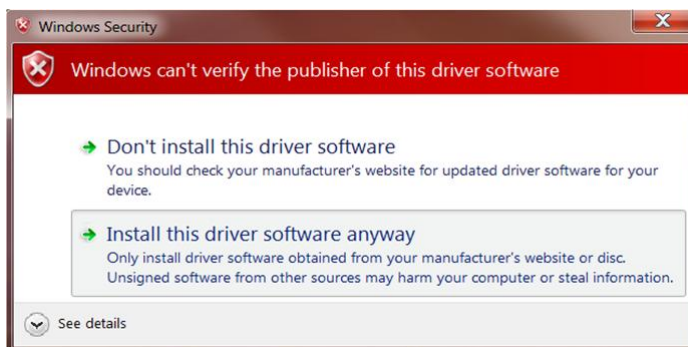 Windows Security
Windows can't verify the publisher of this driver software
Don't install this driver software
You should check your manufacturer's website for updated driver software for your
device.
Install this driver software anyway
Only install driver software obtained from your manufacturer's website or disc.
Unsigned software from other sources may harm your computer or steal information.
See details